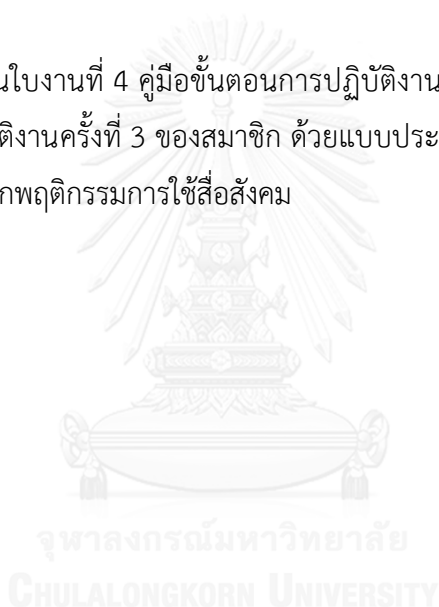 นใบงานที่ 4 คู่มือขั้นตอนการปฏิบัติงาน
ติงานครั้งที่ 3 ของสมาชิก ด้วยแบบประ
กพฤติกรรมการใช้สื่อสังคม
จุฬาลงกรณ์มหาวิทยาลัย
CHULALONGKORN UNIVERSITY